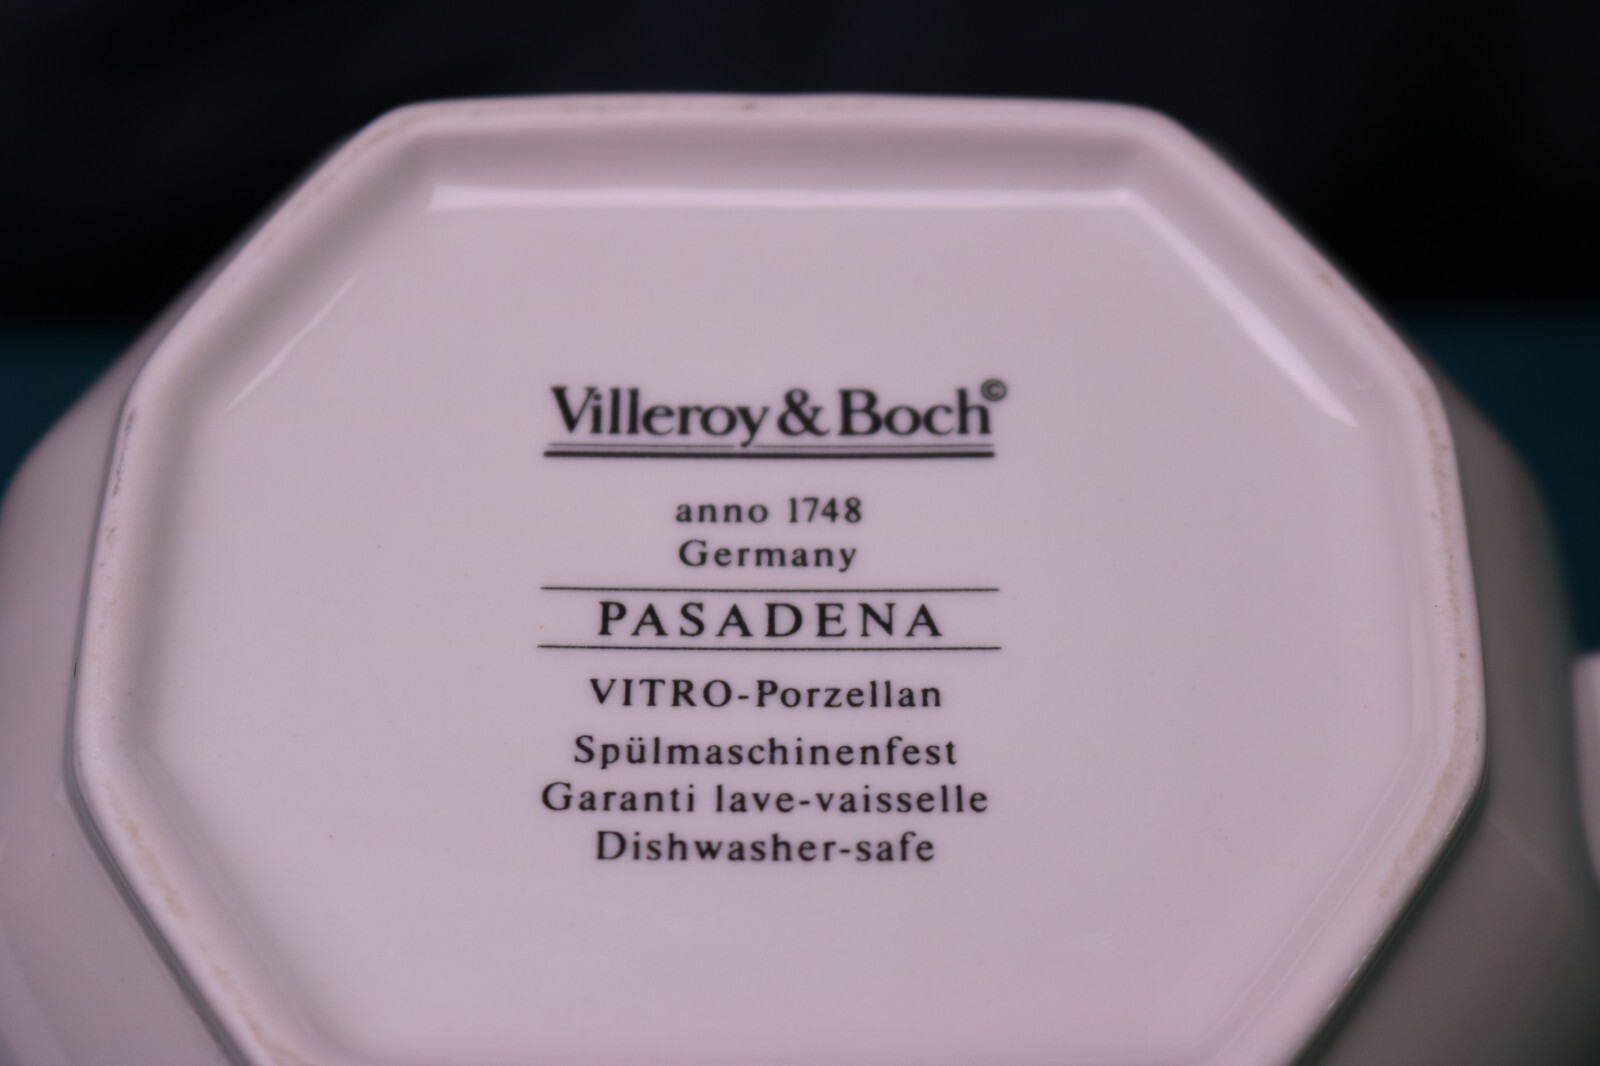 Villeroy & Boch©
anno 1748
Germany
PASADENA
VITRO-Porzellan
Spülmaschinenfest
Garanti lave-vaisselle
Dishwasher-safe